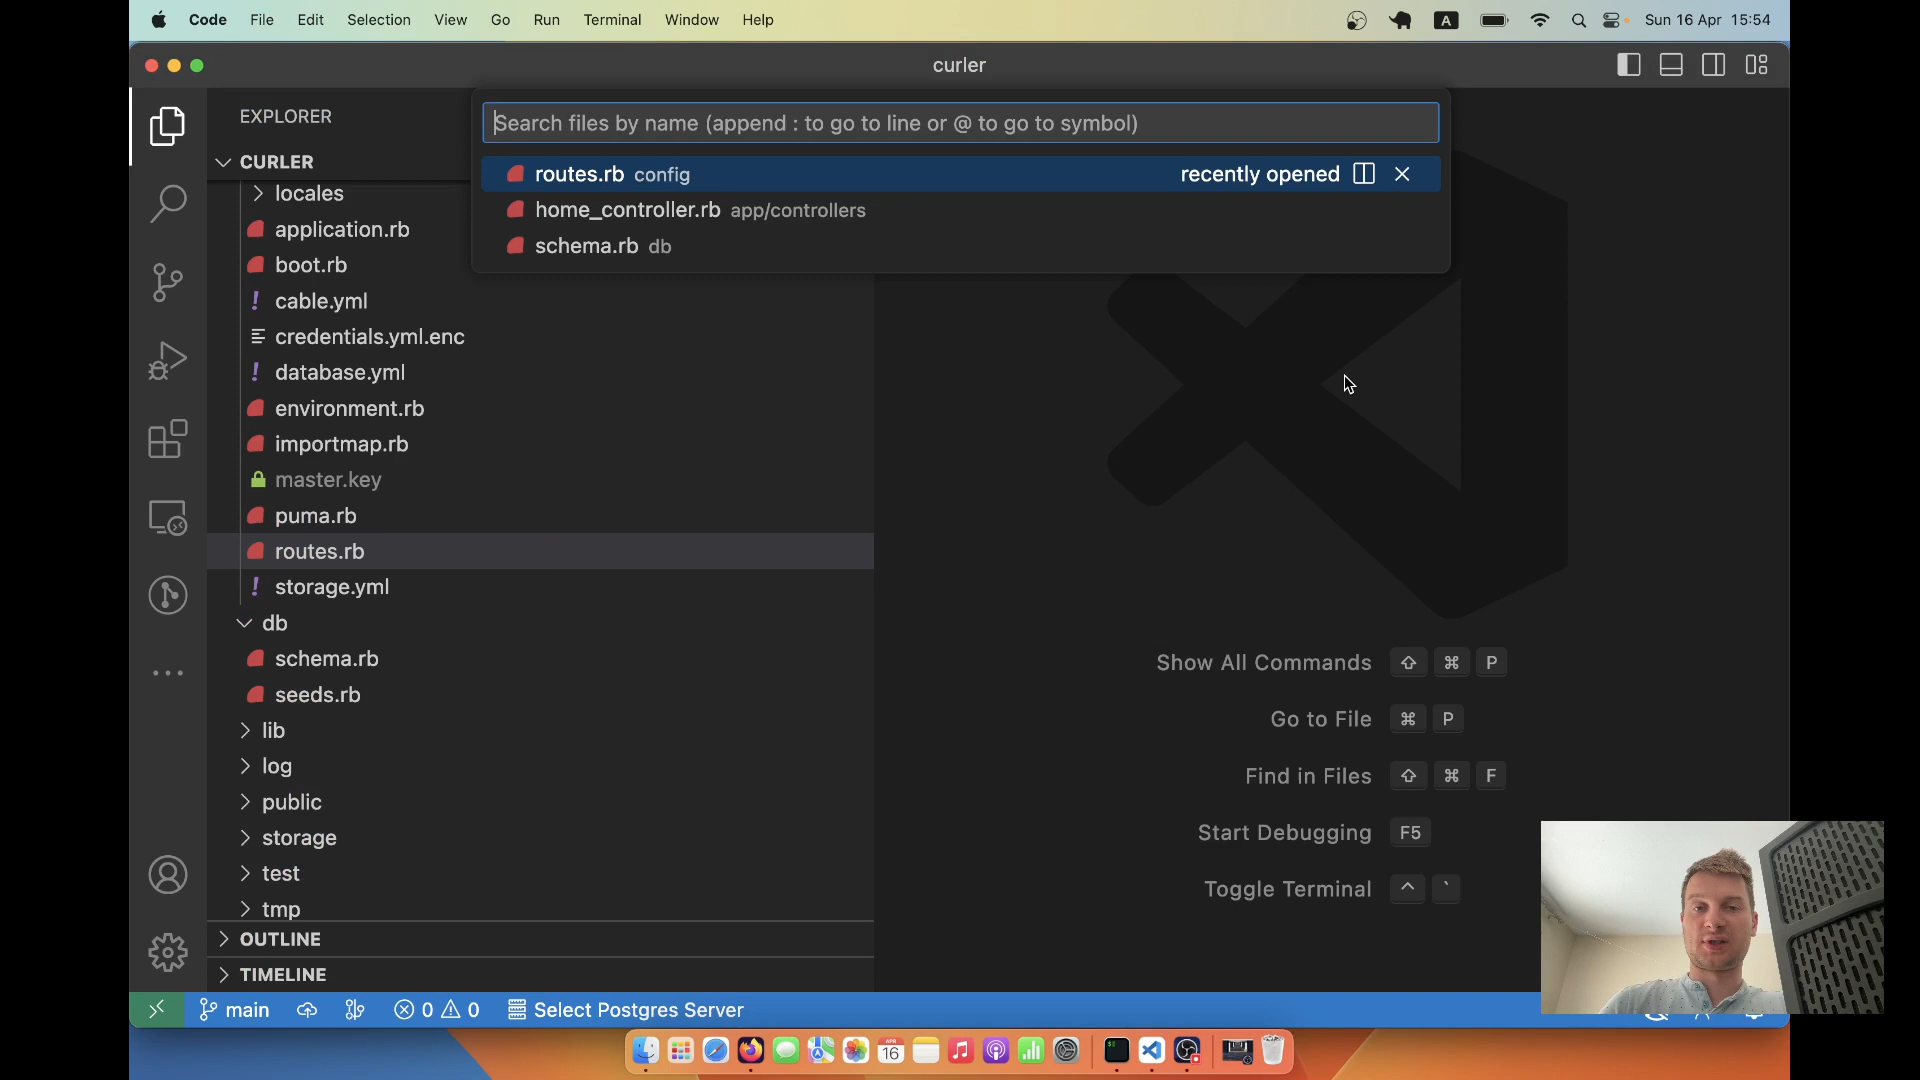 Code File Edit Selection View Go Run Terminal Window Help A Sun 16 Apr 15:54
curler
EXPLORER
Search files by name (append : to go to line or @ to go to symbol)
CURLER
routes.rb config recently opened
home_controller.rb app/controllers
schema.rb db
locales
application.rb
boot.rb
! cable.yml
credentials.yml.enc
! database.yml
environment.rb
importmap.rb
master.key
puma.rb
routes.rb
! storage.yml
db
schema.rb
seeds.rb
lib
log
public
storage
test
tmp
OUTLINE
TIMELINE
Show All Commands ⇧ ⌘ P
Go to File ⌘ P
Find in Files ⇧ ⌘ F
Start Debugging F5
Toggle Terminal ^ `
main 0 0 Select Postgres Server
APR
16